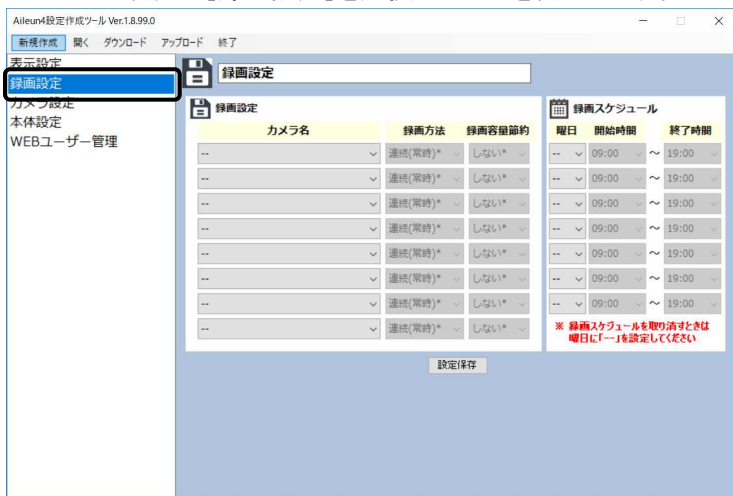 Aileun4設定作成ツール Ver.1.8.99.0
新規作成 開く ダウンロード アップロード 終了
表示設定
録画設定
カメラ設定
本体設定
WEBユーザー管理
録画設定
録画設定
カメラ名 録画方法 録画容量節約
-- 連続(常時)* しない*
-- 連続(常時)* しない*
-- 連続(常時)* しない*
-- 連続(常時)* しない*
-- 連続(常時)* しない*
-- 連続(常時)* しない*
-- 連続(常時)* しない*
-- 連続(常時)* しない*
録画スケジュール
曜日 開始時間 終了時間
-- 09:00 ～ 19:00
-- 09:00 ～ 19:00
-- 09:00 ～ 19:00
-- 09:00 ～ 19:00
-- 09:00 ～ 19:00
-- 09:00 ～ 19:00
-- 09:00 ～ 19:00
※ 録画スケジュールを取り消すときは
曜日に「--」を設定してください
設定保存